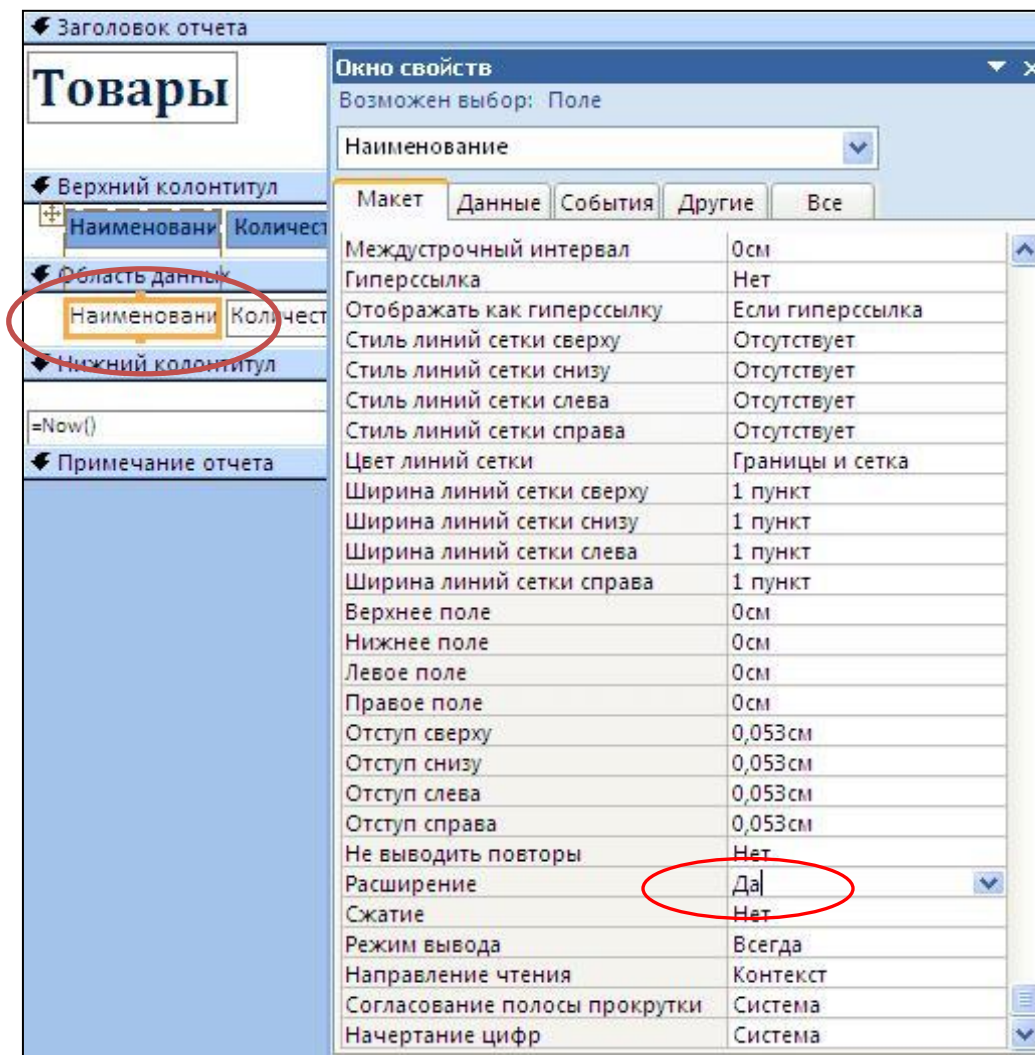 Заголовок отчета
Товары
Верхний колонтитул
Наименовани Количест
Область данных
Наименовани Количест
Нижний колонтитул
=Now()
Примечание отчета
Окно свойств
Возможен выбор: Поле
Наименование
Макет Данные События Другие Все
Междустрочный интервал 0см
Гиперссылка Нет
Отображать как гиперссылку Если гиперссылка
Стиль линий сетки сверху Отсутствует
Стиль линий сетки снизу Отсутствует
Стиль линий сетки слева Отсутствует
Стиль линий сетки справа Отсутствует
Цвет линий сетки Границы и сетка
Ширина линий сетки сверху 1 пункт
Ширина линий сетки снизу 1 пункт
Ширина линий сетки слева 1 пункт
Ширина линий сетки справа 1 пункт
Верхнее поле 0см
Нижнее поле 0см
Левое поле 0см
Правое поле 0см
Отступ сверху 0,053см
Отступ снизу 0,053см
Отступ слева 0,053см
Отступ справа 0,053см
Не выводить повторы Нет
Расширение Да
Сжатие Нет
Режим вывода Всегда
Направление чтения Контекст
Согласование полосы прокрутки Система
Начертание цифр Система